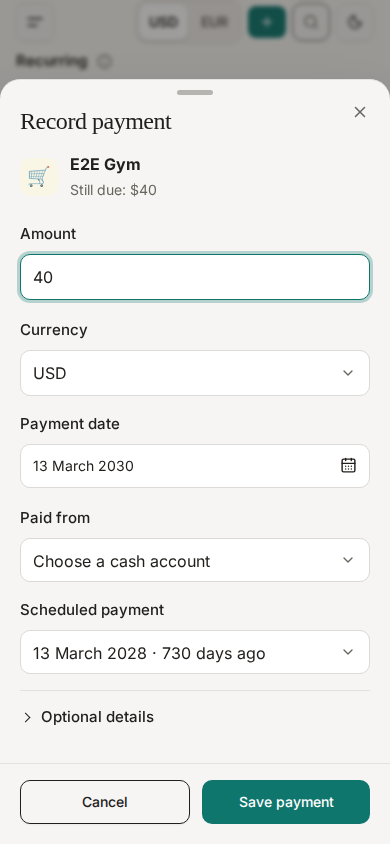 USD EUR
Recurring
Record payment
E2E Gym
Still due: $40
Amount
40
Currency
USD
Payment date
13 March 2030
Paid from
Choose a cash account
Scheduled payment
13 March 2028 · 730 days ago
Optional details
Cancel Save payment